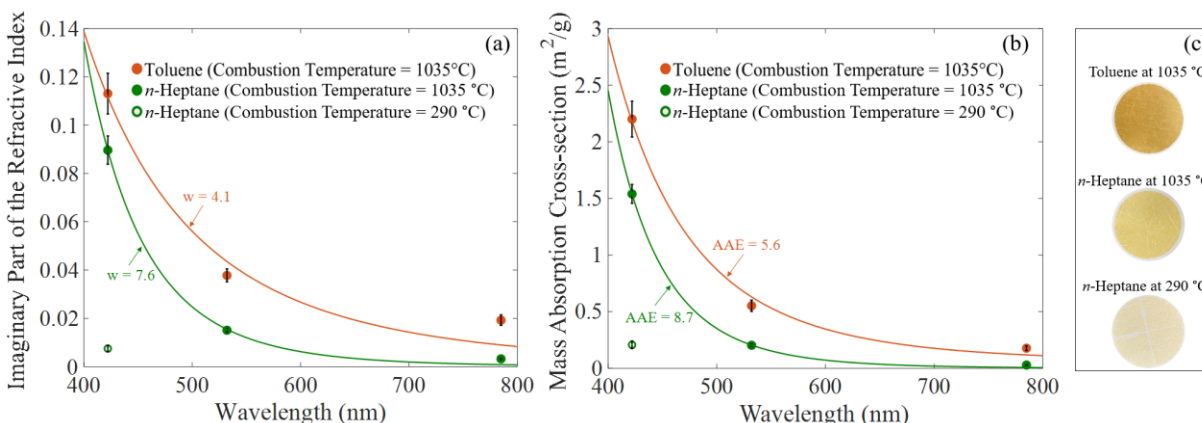 Imaginary Part of the Refractive Index
0.14
0.12
0.1
0.08
0.06
0.04
0.02
0
400
500
600
700
800
Wavelength (nm)
(a)
Toluene (Combustion Temperature = 1035°C)
n-Heptane (Combustion Temperature = 1035 °C)
n-Heptane (Combustion Temperature = 290 °C)
w = 4.1
w = 7.6
Mass Absorption Cross-section (m²/g)
3
2.5
2
1.5
1
0.5
0
400
500
600
700
800
Wavelength (nm)
(b)
Toluene (Combustion Temperature = 1035°C)
n-Heptane (Combustion Temperature = 1035 °C)
n-Heptane (Combustion Temperature = 290 °C)
AAE = 5.6
AAE = 8.7
(c
Toluene at 1035 °C
n-Heptane at 1035 °C
n-Heptane at 290 °C